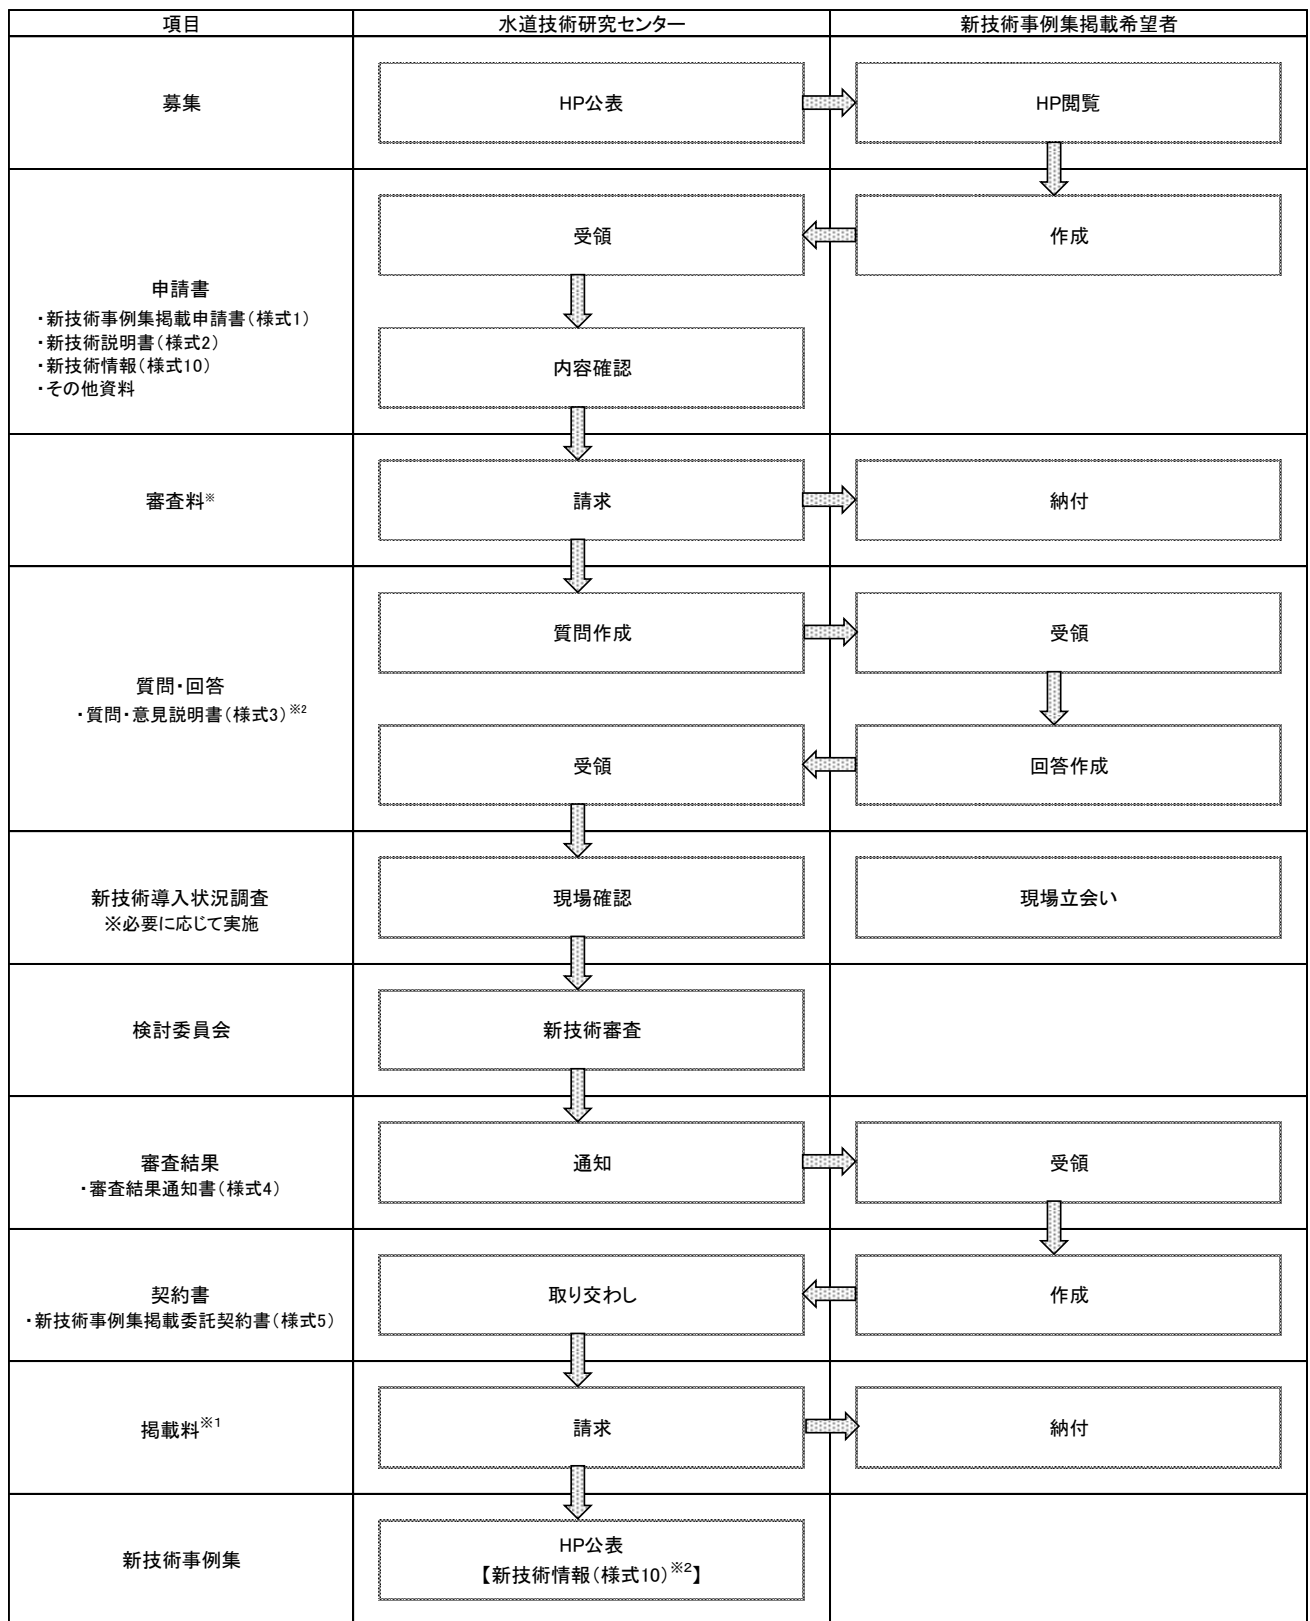 項目 水道技術研究センター 新技術事例集掲載希望者
募集 HP公表 HP閲覧
受領 作成
申請書
・新技術事例集掲載申請書(様式1)
・新技術説明書(様式2)
・新技術情報(様式10)
・その他資料
内容確認
審査料※ 請求 納付
質問作成 受領
質問・回答
・質問・意見説明書(様式3)※2
受領 回答作成
新技術導入状況調査
※必要に応じて実施
現場確認 現場立会い
検討委員会 新技術審査
審査結果
・審査結果通知書(様式4)
通知 受領
契約書
・新技術事例集掲載委託契約書(様式5)
取り交わし 作成
掲載料※1 請求 納付
新技術事例集
HP公表
【新技術情報(様式10)※2】